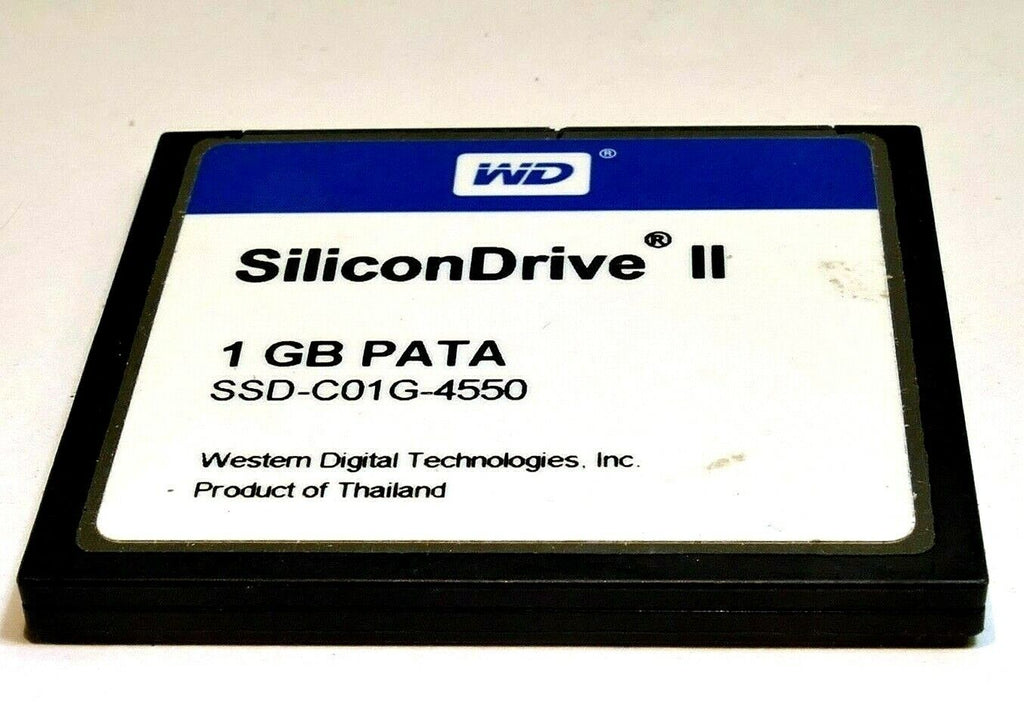 WD®
SiliconDrive® II
1 GB PATA
SSD-C01G-4550
Western Digital Technologies, Inc.
Product of Thailand